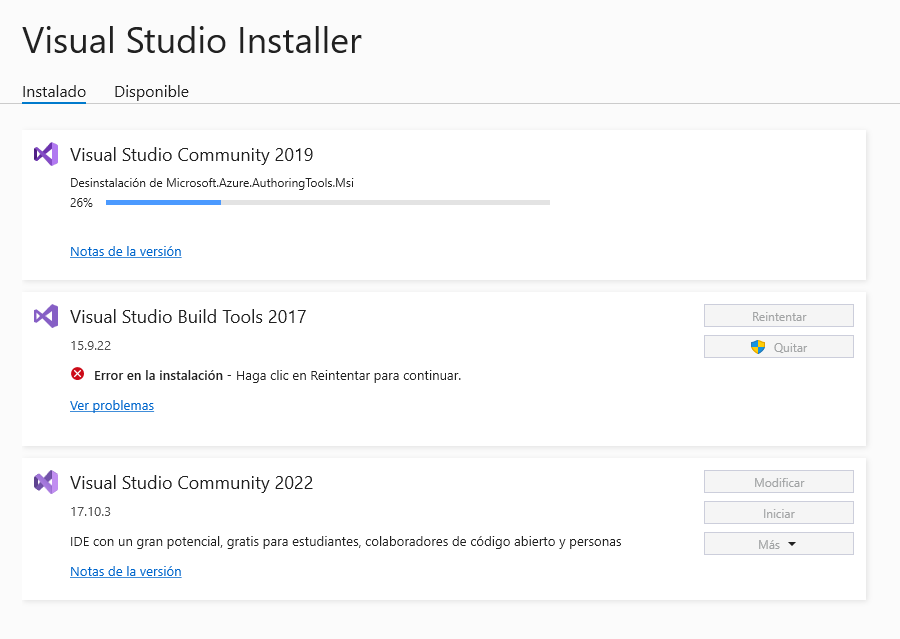 Visual Studio Installer
Instalado Disponible
Visual Studio Community 2019
Desinstalación de Microsoft.Azure.AuthoringTools.Msi
26%
Notas de la versión
Visual Studio Build Tools 2017
Reintentar
15.9.22
Quitar
Error en la instalación - Haga clic en Reintentar para continuar.
Ver problemas
Visual Studio Community 2022
Modificar
17.10.3
Iniciar
IDE con un gran potencial, gratis para estudiantes, colaboradores de código abierto y personas
Más
Notas de la versión